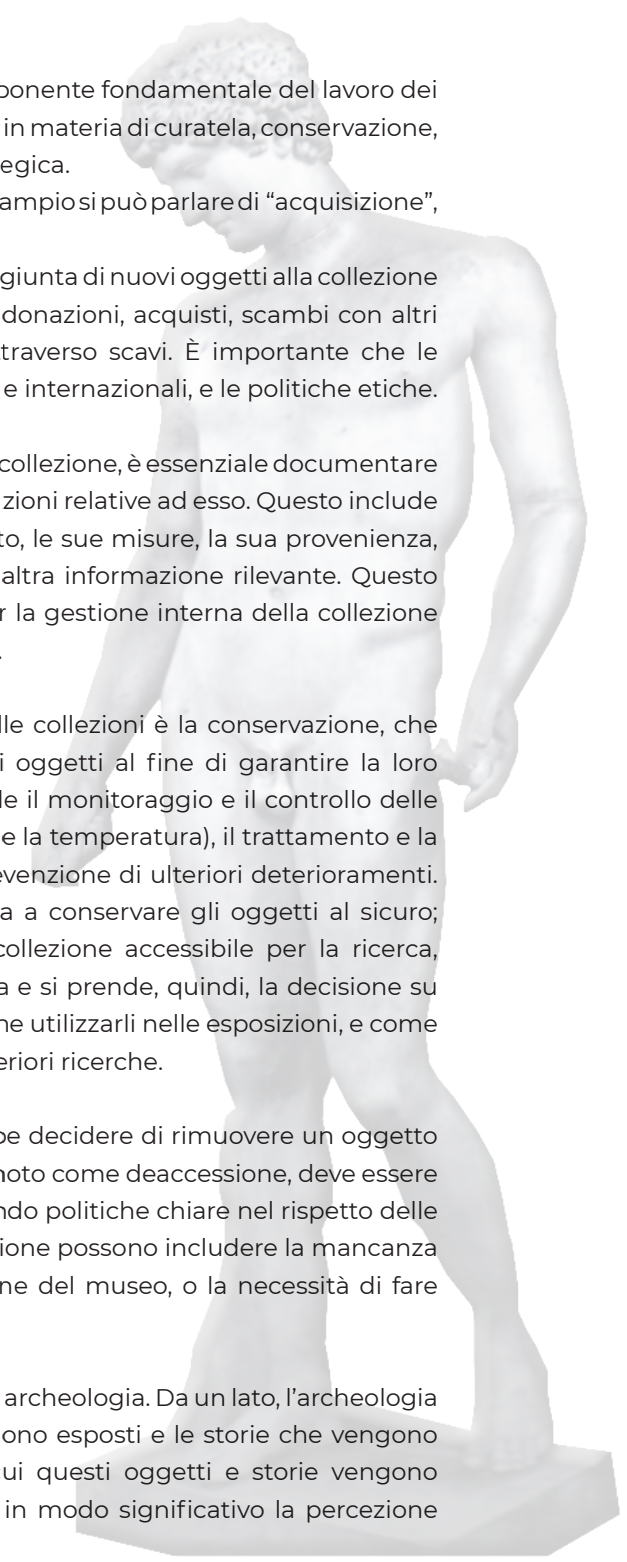 ponente fondamentale del lavoro dei
in materia di curatela, conservazione,
egica.
ampio si può parlare di “acquisizione”,
giunta di nuovi oggetti alla collezione
donazioni, acquisti, scambi con altri
traverso scavi. È importante che le
e internazionali, e le politiche etiche.
collezione, è essenziale documentare
zioni relative ad esso. Questo include
to, le sue misure, la sua provenienza,
altra informazione rilevante. Questo
r la gestione interna della collezione
.
lle collezioni è la conservazione, che
i oggetti al fine di garantire la loro
de il monitoraggio e il controllo delle
e la temperatura), il trattamento e la
evenzione di ulteriori deterioramenti.
a a conservare gli oggetti al sicuro;
collezione accessibile per la ricerca,
a e si prende, quindi, la decisione su
me utilizzarli nelle esposizioni, e come
eriori ricerche.
be decidere di rimuovere un oggetto
noto come deaccessione, deve essere
ndo politiche chiare nel rispetto delle
zione possono includere la mancanza
ne del museo, o la necessità di fare
archeologia. Da un lato, l’archeologia
ono esposti e le storie che vengono
cui questi oggetti e storie vengono
in modo significativo la percezione